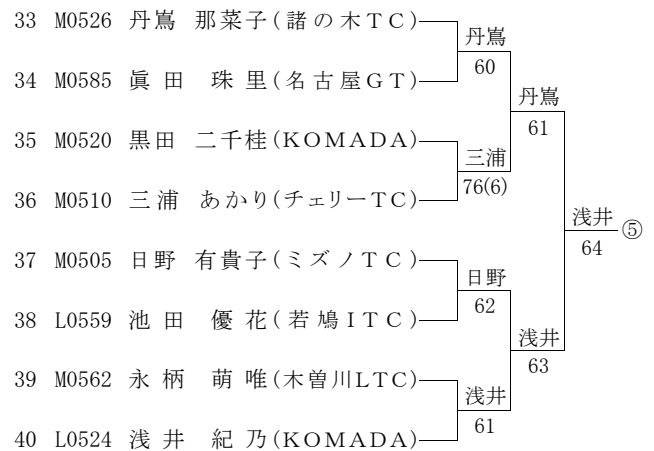 33 M0526 丹嶌 那菜子(諸の木TC)
丹嶌
60
34 M0585 眞田 珠里(名古屋GT)
丹嶌
61
35 M0520 黒田 二千桂(KOMADA)
三浦
76(6)
36 M0510 三浦 あかり(チェリーTC)
浅井
64
⑤
37 M0505 日野 有貴子(ミズノTC)
日野
62
38 L0559 池田 優花(若鳩ITC)
浅井
63
39 M0562 永柄 萌唯(木曽川LTC)
浅井
61
40 L0524 浅井 紀乃(KOMADA)